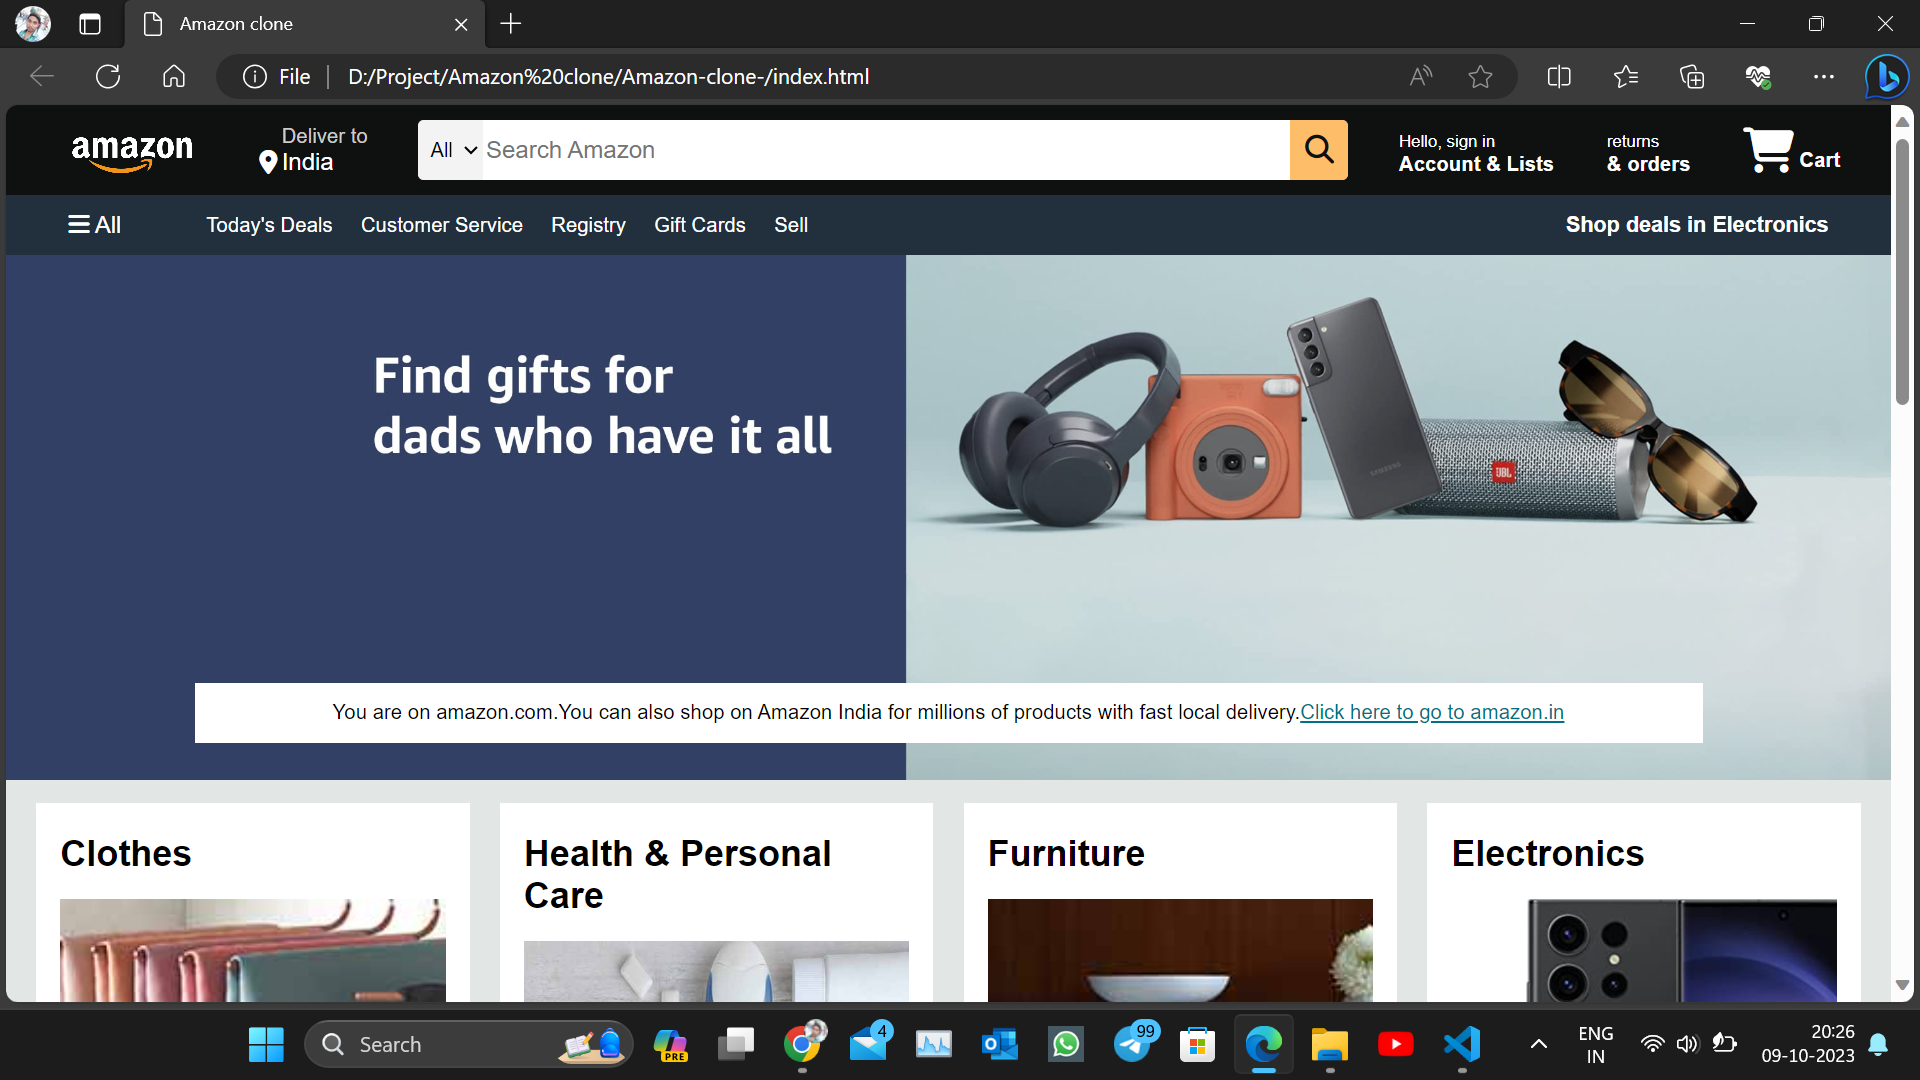 Amazon clone
File
D:/Project/Amazon%20clone/Amazon-clone-/index.html
amazon
Deliver to
India
All
Search Amazon
Hello, sign in
Account & Lists
returns
& orders
Cart
All
Today's Deals
Customer Service
Registry
Gift Cards
Sell
Shop deals in Electronics
Find gifts for
dads who have it all
SAMSUNG
JBL
You are on amazon.com.You can also shop on Amazon India for millions of products with fast local delivery.Click here to go to amazon.in
Clothes
Health & Personal
Care
Furniture
Electronics
Search
PRE
4
99
ENG
IN
20:26
09-10-2023